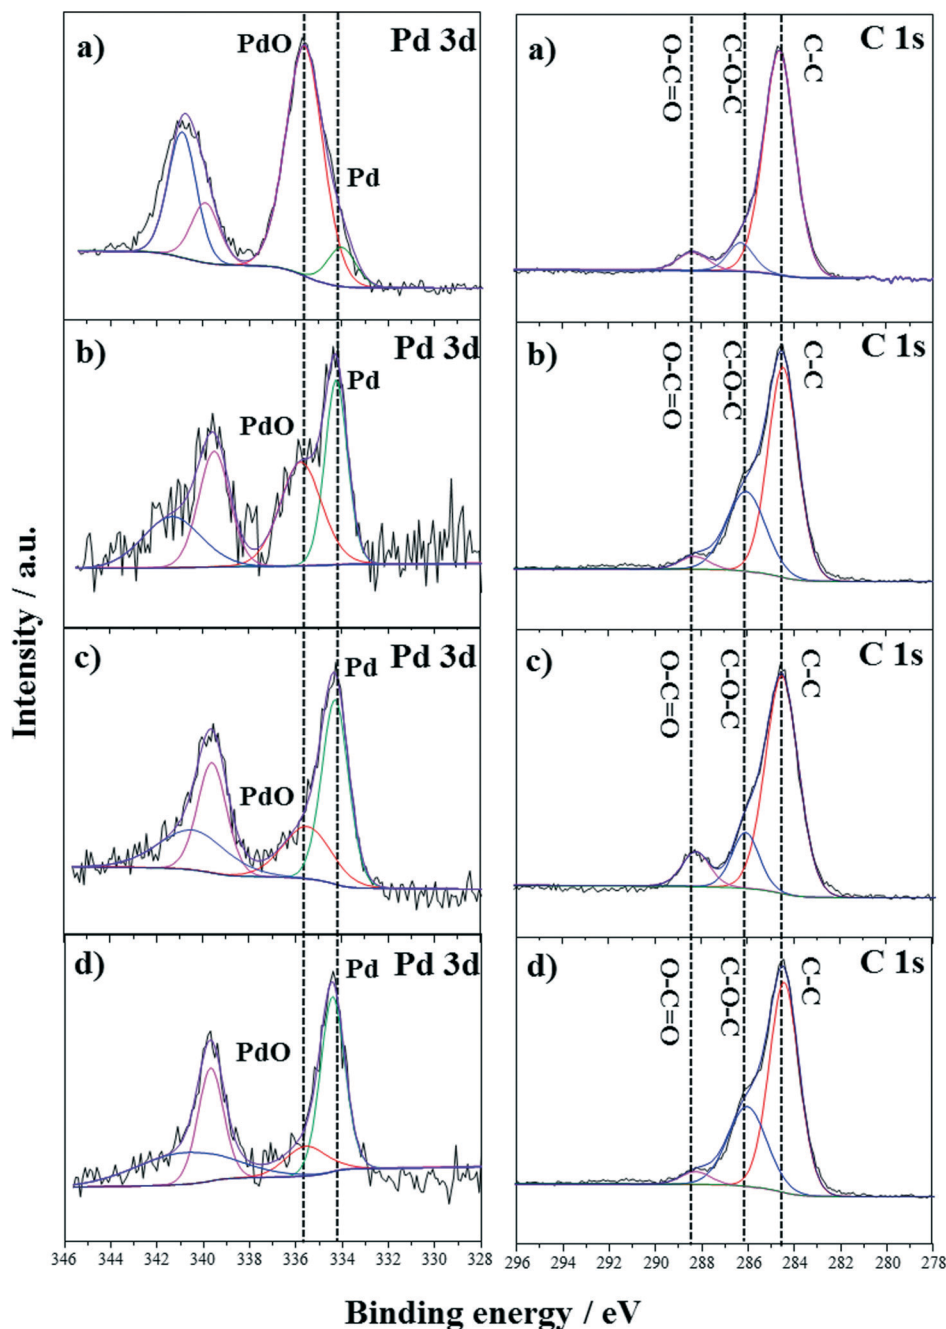 a)
PdO
Pd 3d
Pd
b)
Pd 3d
Pd
PdO
c)
Pd 3d
Pd
PdO
d)
Pd 3d
Pd
PdO
346 344 342 340 338 336 334 332 330 328
a)
O-C=O
C-O-C
C-C
C 1s
b)
O-C=O
C-O-C
C-C
C 1s
c)
O-C=O
C-O-C
C-C
C 1s
d)
O-C=O
C-O-C
C-C
C 1s
296 294 292 290 288 286 284 282 280 278
Intensity / a.u.
Binding energy / eV